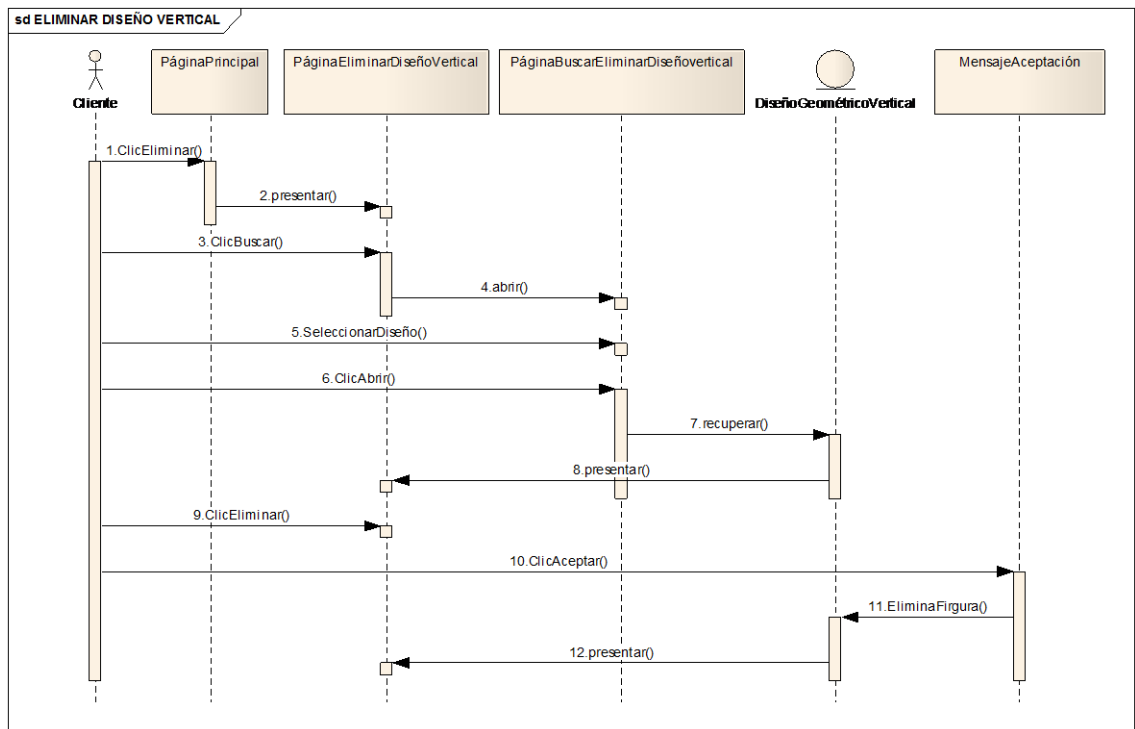 sd ELIMINAR DISEÑO VERTICAL
Cliente
PáginaPrincipal
PáginaEliminarDiseñoVertical
PáginaBuscarEliminarDiseñovertical
DiseñoGeométricoVertical
MensajeAceptación
1.ClicEliminar()
2.presentar()
3.ClicBuscar()
4.abrir()
5.SeleccionarDiseño()
6.ClicAbrir()
7.recuperar()
8.presentar()
9.ClicEliminar()
10.ClicAceptar()
11.EliminaFirgura()
12.presentar()